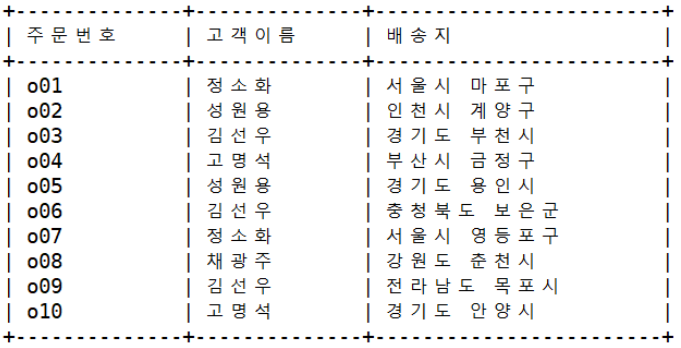 주문번호 고객이름 배송지
o01 정소화 서울시 마포구
o02 성원용 인천시 계양구
o03 김선우 경기도 부천시
o04 고명석 부산시 금정구
o05 성원용 경기도 용인시
o06 김선우 충청북도 보은군
o07 정소화 서울시 영등포구
o08 채광주 강원도 춘천시
o09 김선우 전라남도 목포시
o10 고명석 경기도 안양시